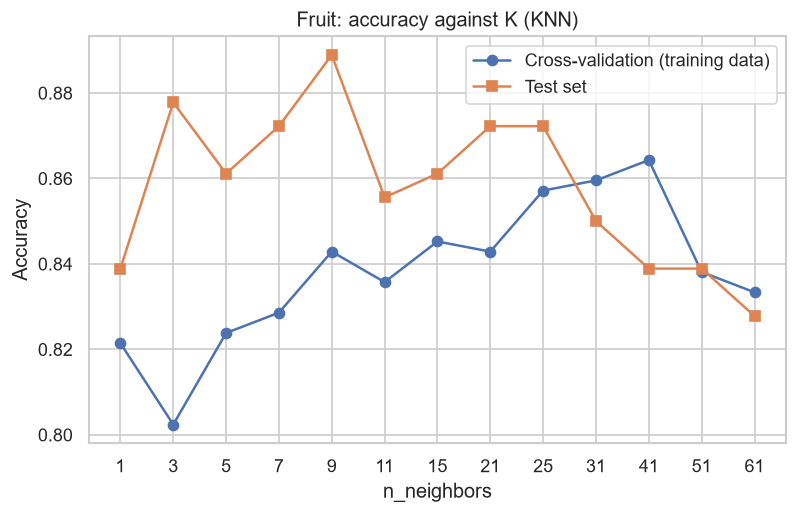 Fruit: accuracy against K (KNN)
Cross-validation (training data)
Test set
Accuracy
0.88
0.86
0.84
0.82
0.80
1 3 5 7 9 11 15 21 25 31 41 51 61
n_neighbors